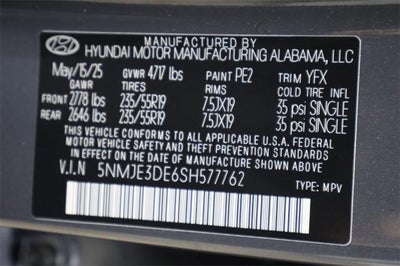 MANUFACTURED BY
HYUNDAI MOTOR MANUFACTURING ALABAMA, LLC
May/15/25 GVWR 4717 lbs PAINT PE2 TRIM YFX
GAWR TIRES RIMS COLD TIRE INFL
FRONT 2778 lbs 235/55R19 7.5JX19 35 psi SINGLE
REAR 2646 lbs 235/55R19 7.5JX19 35 psi SINGLE
THIS VEHICLE CONFORMS TO ALL APPLICABLE U.S.A. FEDERAL
MOTOR VEHICLE SAFETY AND THEFT PREVENTION STANDARDS
IN EFFECT ON THE DATE OF MANUFACTURE SHOWN ABOVE.
V.I.N 5NMJE3DE6SH577762 TYPE: MPV